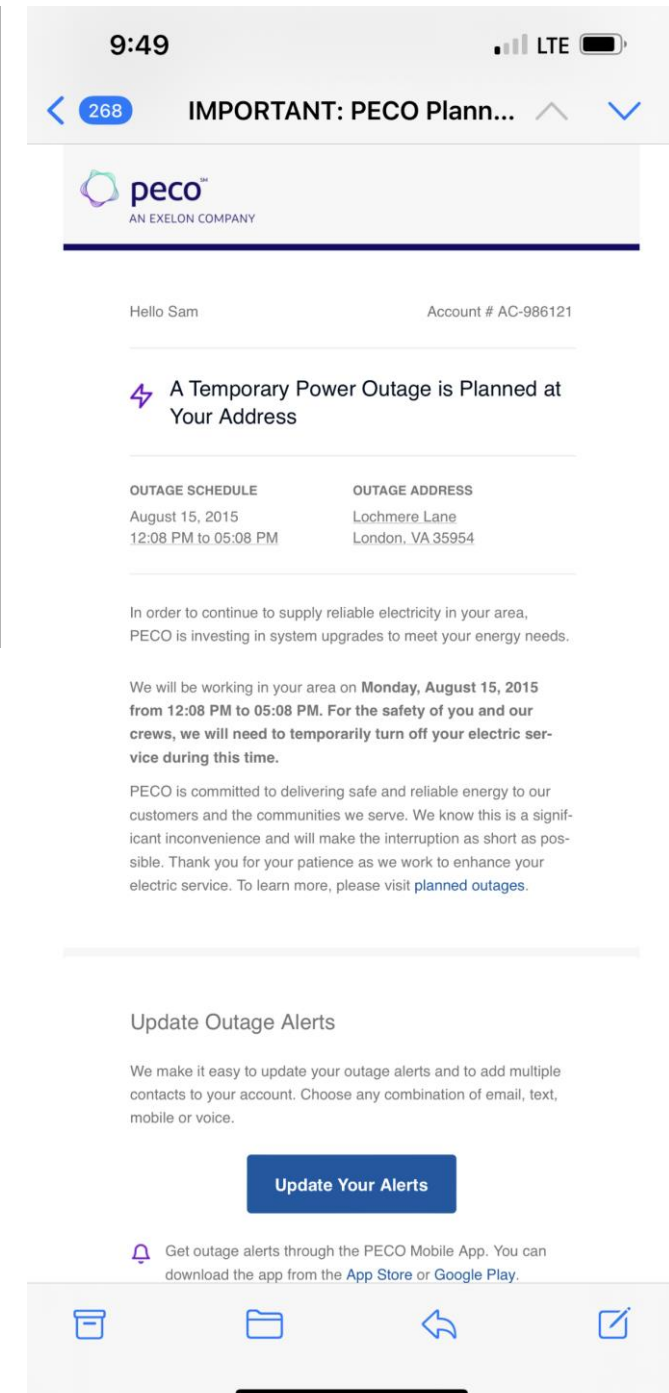 9:49
LTE
268
IMPORTANT: PECO Plann...
peco℠
AN EXELON COMPANY
Hello Sam
Account # AC-986121
A Temporary Power Outage is Planned at
Your Address
OUTAGE SCHEDULE
August 15, 2015
12:08 PM to 05:08 PM
OUTAGE ADDRESS
Lochmere Lane
London, VA 35954
In order to continue to supply reliable electricity in your area,
PECO is investing in system upgrades to meet your energy needs.
We will be working in your area on Monday, August 15, 2015
from 12:08 PM to 05:08 PM. For the safety of you and our
crews, we will need to temporarily turn off your electric ser-
vice during this time.
PECO is committed to delivering safe and reliable energy to our
customers and the communities we serve. We know this is a signif-
icant inconvenience and will make the interruption as short as pos-
sible. Thank you for your patience as we work to enhance your
electric service. To learn more, please visit planned outages.
Update Outage Alerts
We make it easy to update your outage alerts and to add multiple
contacts to your account. Choose any combination of email, text,
mobile or voice.
Update Your Alerts
Get outage alerts through the PECO Mobile App. You can
download the app from the App Store or Google Play.